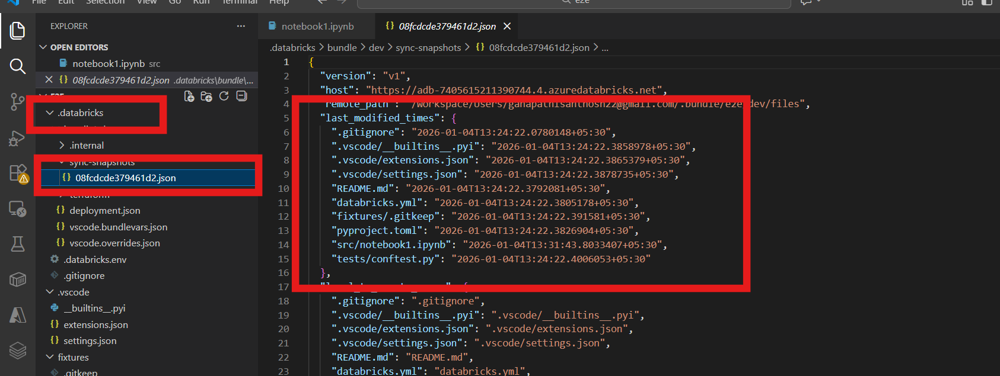 File Edit Selection View Go Run Terminal Help
e2e
EXPLORER
OPEN EDITORS
notebook1.ipynb src
08fcdcde379461d2.json .databricks\bundle\...
.databricks
.internal
sync-snapshots
08fcdcde379461d2.json
terraform
deployment.json
vscode.bundlevars.json
vscode.overrides.json
.databricks.env
.gitignore
.vscode
__builtins__.pyi
extensions.json
settings.json
fixtures
.gitkeep
notebook1.ipynb
{} 08fcdcde379461d2.json
.databricks > bundle > dev > sync-snapshots > {} 08fcdcde379461d2.json > ...
1 {
2 "version": "v1",
3 "host": "https://adb-7405615211390744.4.azuredatabricks.net",
4 "remote_path": "/Workspace/Users/ganapathisanthosh22@gmail.com/.bundle/e2e/dev/files",
5 "last_modified_times": {
6 ".gitignore": "2026-01-04T13:24:22.0780148+05:30",
7 ".vscode/__builtins__.pyi": "2026-01-04T13:24:22.3858978+05:30",
8 ".vscode/extensions.json": "2026-01-04T13:24:22.3865379+05:30",
9 ".vscode/settings.json": "2026-01-04T13:24:22.3878735+05:30",
10 "README.md": "2026-01-04T13:24:22.3792081+05:30",
11 "databricks.yml": "2026-01-04T13:24:22.3805178+05:30",
12 "fixtures/.gitkeep": "2026-01-04T13:24:22.391581+05:30",
13 "pyproject.toml": "2026-01-04T13:24:22.3826904+05:30",
14 "src/notebook1.ipynb": "2026-01-04T13:31:43.8033407+05:30",
15 "tests/conftest.py": "2026-01-04T13:24:22.4006053+05:30"
16 },
17
18 ".gitignore": ".gitignore",
19 ".vscode/__builtins__.pyi": ".vscode/__builtins__.pyi",
20 ".vscode/extensions.json": ".vscode/extensions.json",
21 ".vscode/settings.json": ".vscode/settings.json",
22 "README.md": "README.md",
23 "databricks.yml": "databricks.yml",